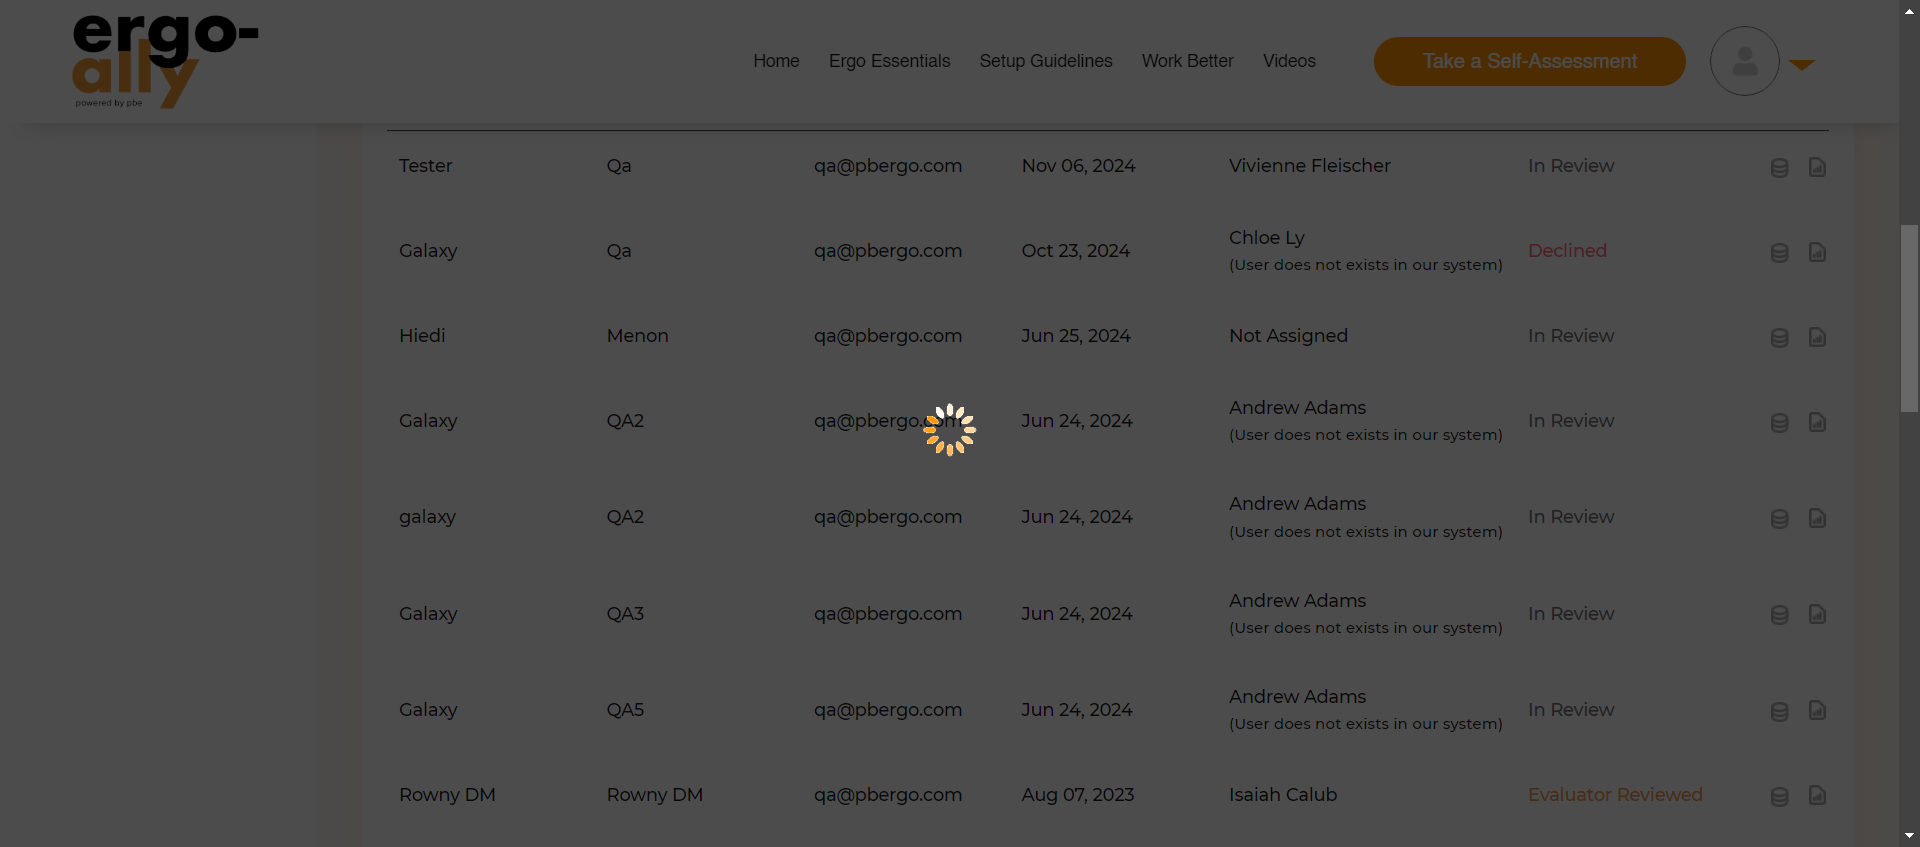 ergo-
ally
powered by pbe
Home Ergo Essentials Setup Guidelines Work Better Videos Take a Self-Assessment
Tester Qa qa@pbergo.com Nov 06, 2024 Vivienne Fleischer In Review
Galaxy Qa qa@pbergo.com Oct 23, 2024 Chloe Ly Declined
(User does not exists in our system)
Hiedi Menon qa@pbergo.com Jun 25, 2024 Not Assigned In Review
Galaxy QA2 qa@pbergo.com Jun 24, 2024 Andrew Adams In Review
(User does not exists in our system)
galaxy QA2 qa@pbergo.com Jun 24, 2024 Andrew Adams In Review
(User does not exists in our system)
Galaxy QA3 qa@pbergo.com Jun 24, 2024 Andrew Adams In Review
(User does not exists in our system)
Galaxy QA5 qa@pbergo.com Jun 24, 2024 Andrew Adams In Review
(User does not exists in our system)
Rowny DM Rowny DM qa@pbergo.com Aug 07, 2023 Isaiah Calub Evaluator Reviewed